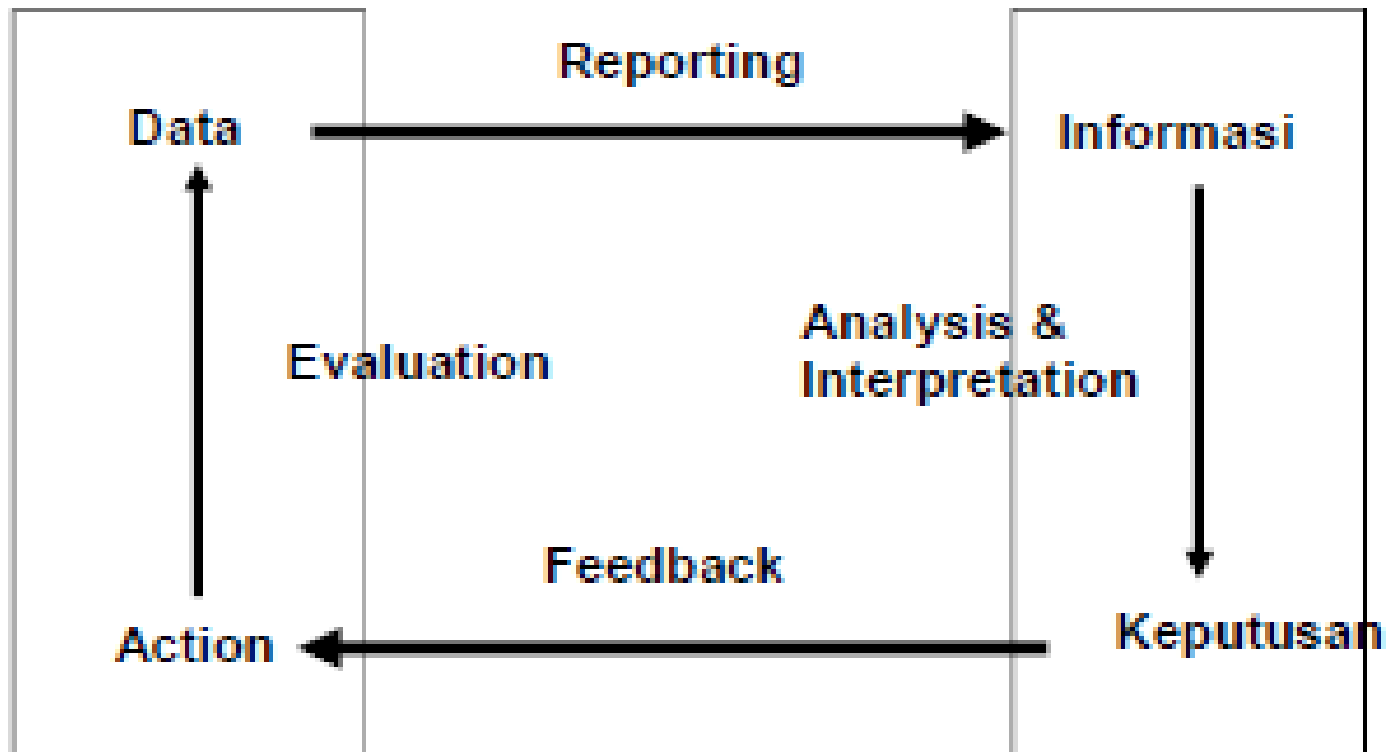 Reporting
Data
Informasi
Analysis &
Interpretation
Evaluation
Feedback
Action
Keputusan